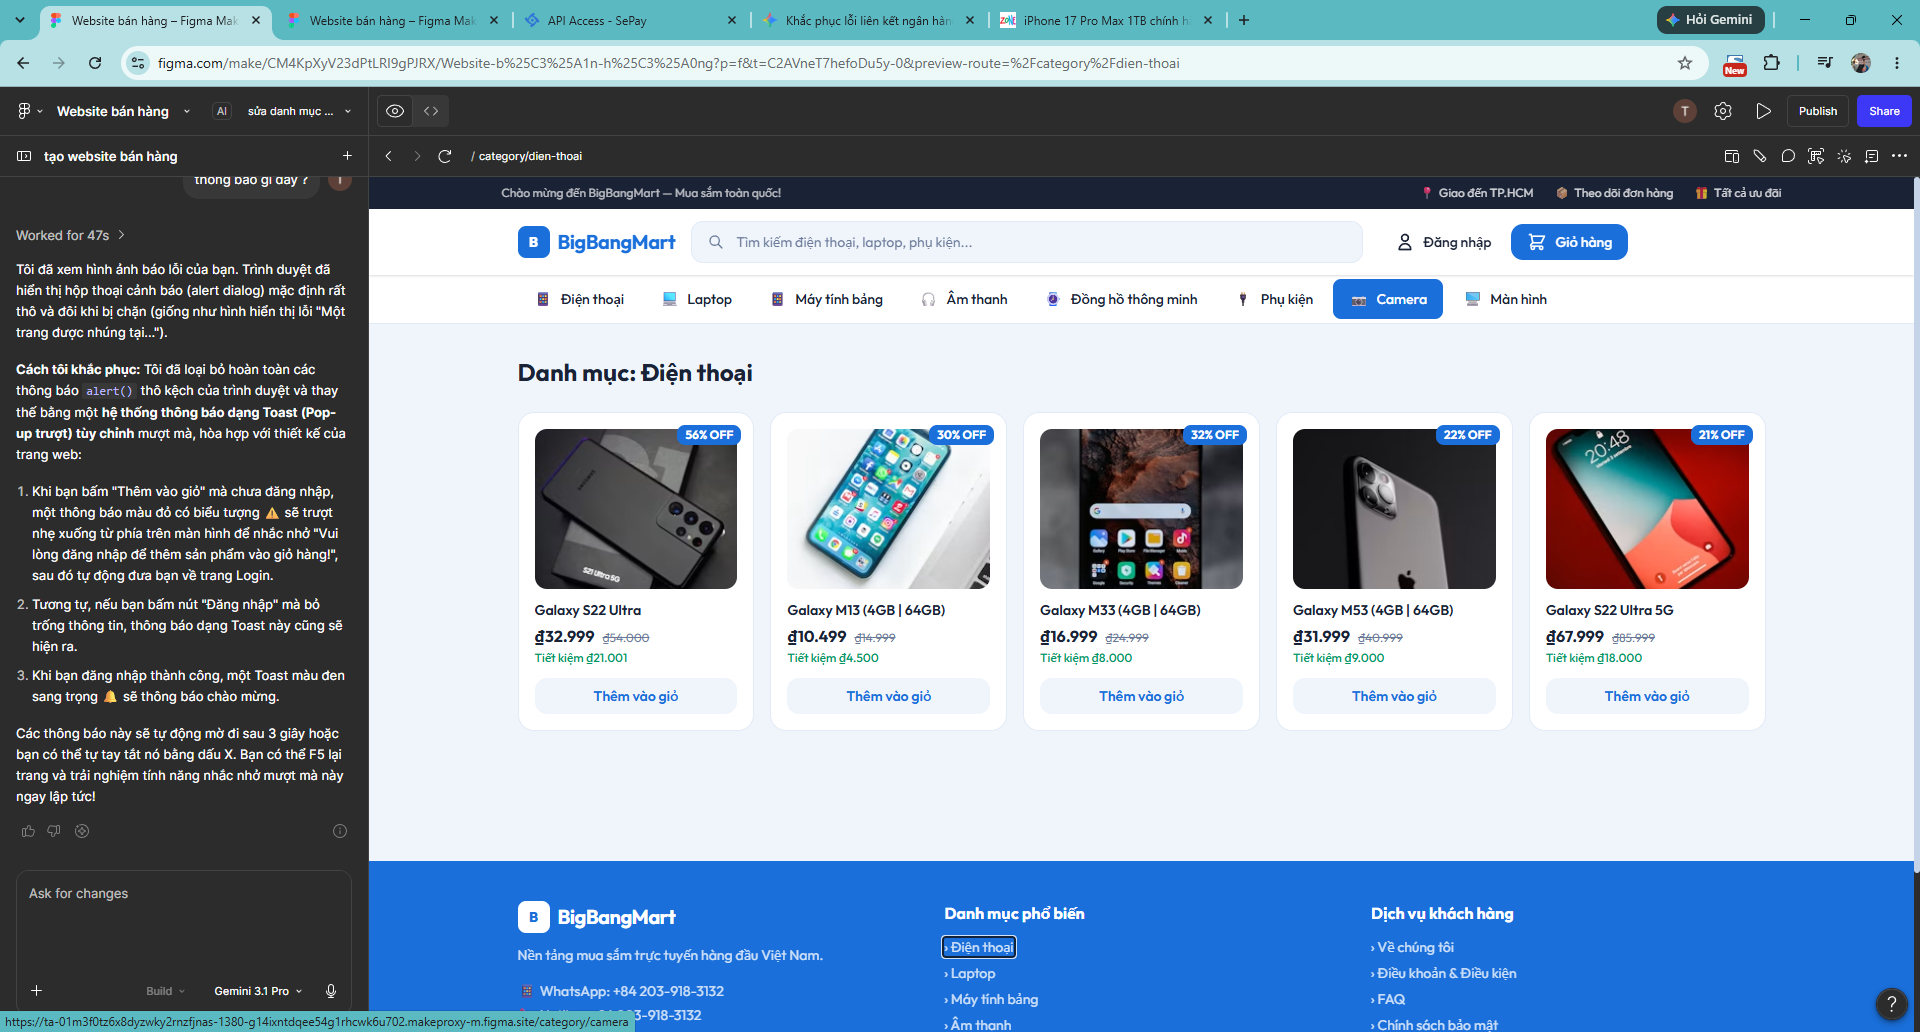 Website bán hàng – Figma Mak
Website bán hàng – Figma Mak
API Access - SePay
Khắc phục lỗi liên kết ngân hàn
iPhone 17 Pro Max 1TB chính h
Hỏi Gemini
figma.com/make/CM4KpXyV23dPtLRl9gPJRX/Website-b%25C3%25A1n-h%25C3%25A0ng?p=f&t=C2AVneT7hefoDu5y-0&preview-route=%2Fcategory%2Fdien-thoai
New
Website bán hàng
AI
sửa danh mục ...
T
Publish
Share
tạo website bán hàng
/ category/dien-thoai
thông báo gì đây ?
T
Worked for 47s
Tôi đã xem hình ảnh báo lỗi của bạn. Trình duyệt đã
hiển thị hộp thoại cảnh báo (alert dialog) mặc định rất
thô và đôi khi bị chặn (giống như hình hiển thị lỗi "Một
trang được nhúng tại...").
Cách tôi khắc phục: Tôi đã loại bỏ hoàn toàn các
thông báo alert() thô kệch của trình duyệt và thay
thế bằng một hệ thống thông báo dạng Toast (Pop-
up trượt) tùy chỉnh mượt mà, hòa hợp với thiết kế của
trang web:
1. Khi bạn bấm "Thêm vào giỏ" mà chưa đăng nhập,
một thông báo màu đỏ có biểu tượng ⚠️ sẽ trượt
nhẹ xuống từ phía trên màn hình để nhắc nhở "Vui
lòng đăng nhập để thêm sản phẩm vào giỏ hàng!",
sau đó tự động đưa bạn về trang Login.
2. Tương tự, nếu bạn bấm nút "Đăng nhập" mà bỏ
trống thông tin, thông báo dạng Toast này cũng sẽ
hiện ra.
3. Khi bạn đăng nhập thành công, một Toast màu đen
sang trọng 🔔 sẽ thông báo chào mừng.
Các thông báo này sẽ tự động mờ đi sau 3 giây hoặc
bạn có thể tự tay tắt nó bằng dấu X. Bạn có thể F5 lại
trang và trải nghiệm tính năng nhắc nhở mượt mà này
ngay lập tức!
Ask for changes
Build
Gemini 3.1 Pro
https://ta-01m3f0tz6x8dyzwky2rnzfjnas-1380-g14ixntdqee54g1rhcwk6u702.makeproxy-m.figma.site/category/camera
Chào mừng đến BigBangMart — Mua sắm toàn quốc!
Giao đến TP.HCM
Theo dõi đơn hàng
Tất cả ưu đãi
B BigBangMart
Tìm kiếm điện thoại, laptop, phụ kiện...
Đăng nhập
Giỏ hàng
Điện thoại
Laptop
Máy tính bảng
Âm thanh
Đồng hồ thông minh
Phụ kiện
Camera
Màn hình
Danh mục: Điện thoại
56% OFF
S21 Ultra 5G
Galaxy S22 Ultra
₫32.999 ₫54.000
Tiết kiệm ₫21.001
Thêm vào giỏ
30% OFF
Galaxy M13 (4GB | 64GB)
₫10.499 ₫14.999
Tiết kiệm ₫4.500
Thêm vào giỏ
32% OFF
Galaxy M33 (4GB | 64GB)
₫16.999 ₫24.999
Tiết kiệm ₫8.000
Thêm vào giỏ
22% OFF
Galaxy M53 (4GB | 64GB)
₫31.999 ₫40.999
Tiết kiệm ₫9.000
Thêm vào giỏ
21% OFF
20:48
Galaxy S22 Ultra 5G
₫67.999 ₫85.999
Tiết kiệm ₫18.000
Thêm vào giỏ
B BigBangMart
Nền tảng mua sắm trực tuyến hàng đầu Việt Nam.
WhatsApp: +84 203-918-3132
203-918-3132
Danh mục phổ biến
› Điện thoại
› Laptop
› Máy tính bảng
› Âm thanh
Dịch vụ khách hàng
› Về chúng tôi
› Điều khoản & Điều kiện
› FAQ
› Chính sách bảo mật
?